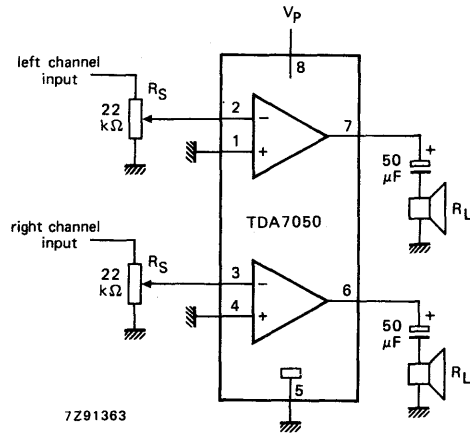 V_P
8
left channel
input
R_S
22
kΩ
2
−
1
+
7
+
50
μF
R_L
TDA7050
right channel
input
R_S
22
kΩ
3
−
4
+
6
+
50
μF
R_L
5
7Z91363